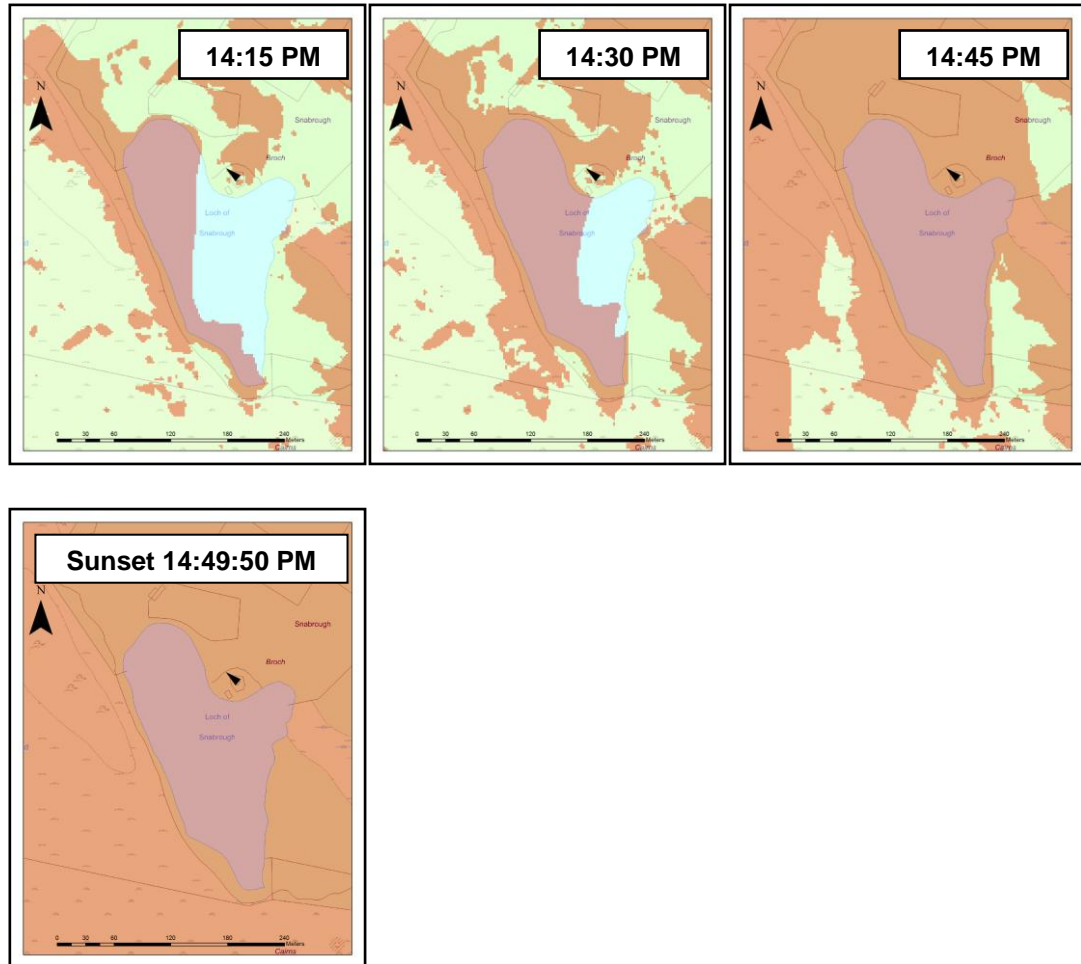 14:15 PM
N
Snabrough
Broch
Loch of
Snabrough
0 30 60 120 180 240
Meters
Cairns
14:30 PM
N
Snabrough
Broch
Loch of
Snabrough
0 30 60 120 180 240
Meters
Cairns
14:45 PM
N
Snabrough
Broch
Loch of
Snabrough
0 30 60 120 180 240
Meters
Cairns
Sunset 14:49:50 PM
N
Snabrough
Broch
Loch of
Snabrough
0 30 60 120 180 240
Meters
Cairns